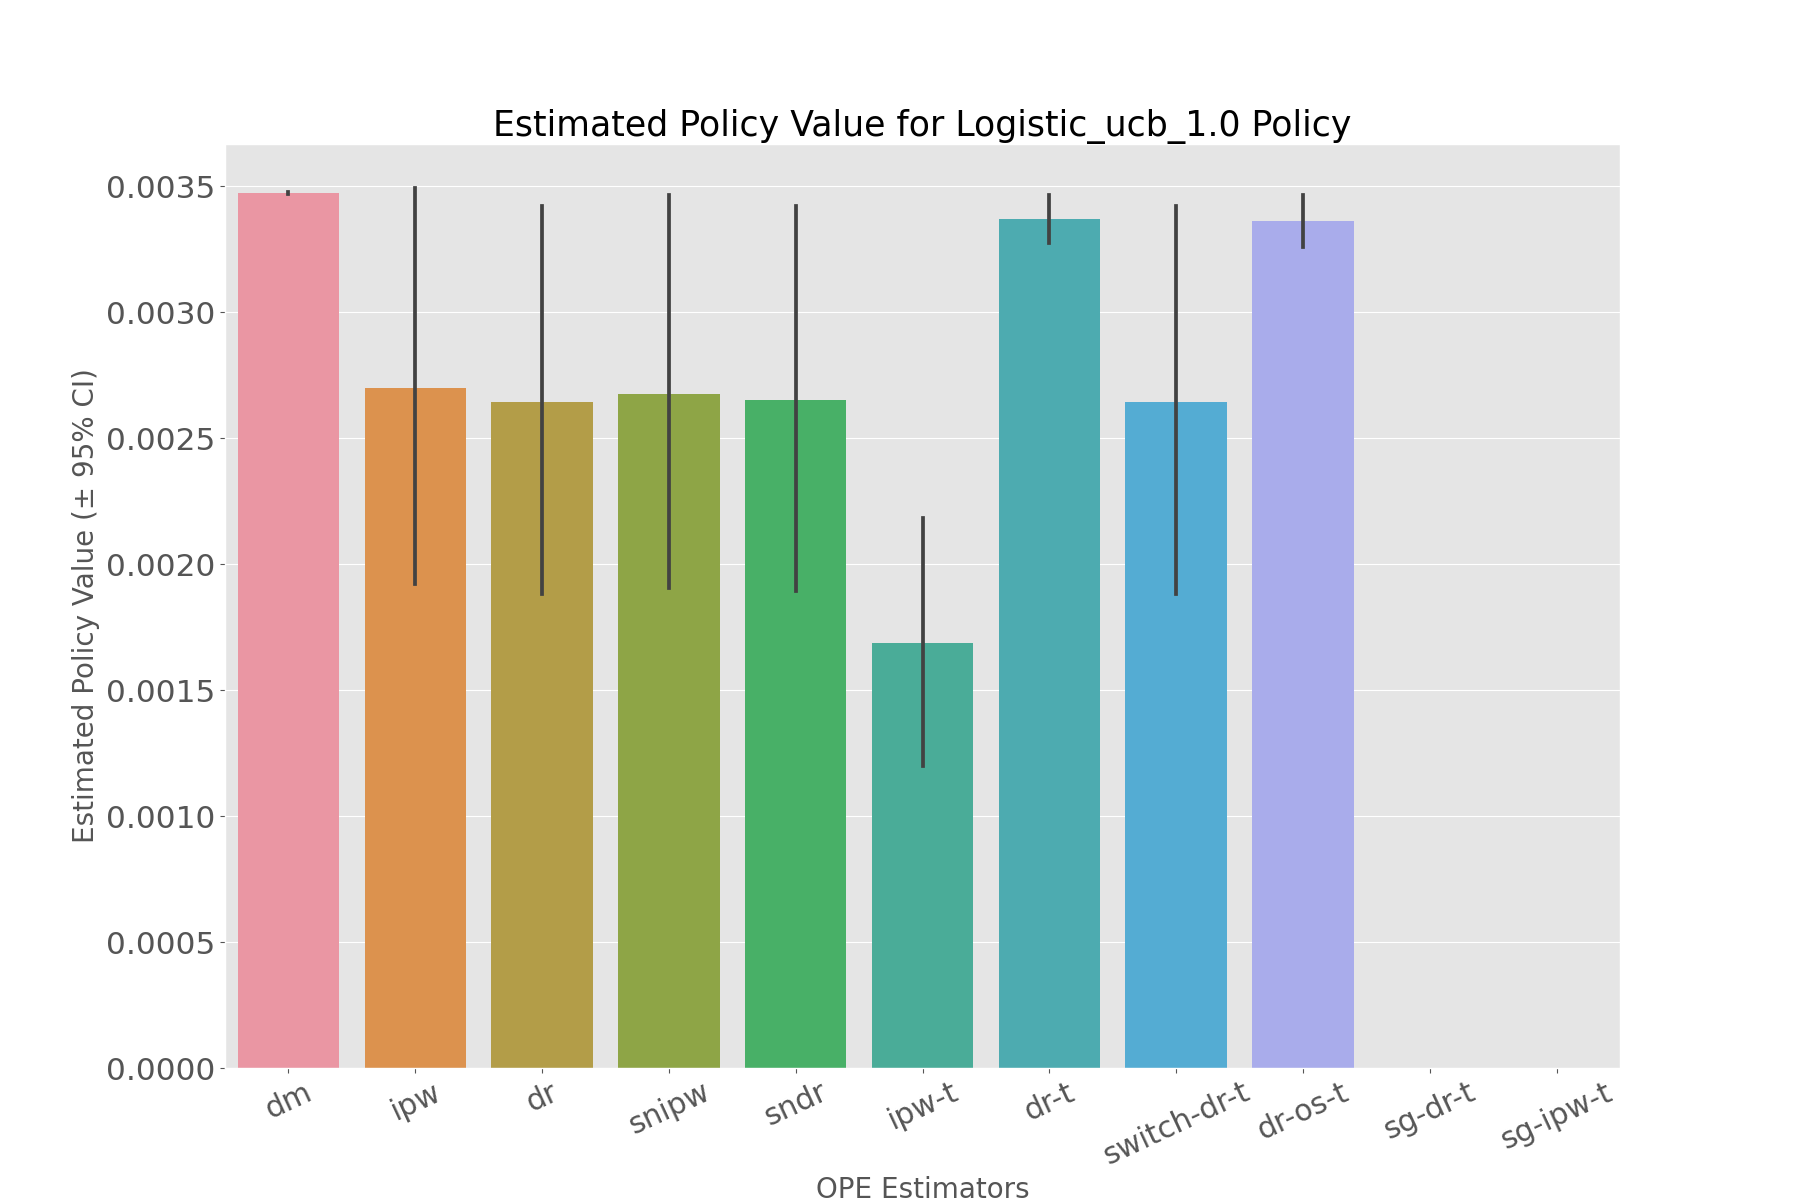 Estimated Policy Value for Logistic_ucb_1.0 Policy
Estimated Policy Value (± 95% CI)
0.0035
0.0030
0.0025
0.0020
0.0015
0.0010
0.0005
0.0000
dm
ipw
dr
snipw
sndr
ipw-t
dr-t
switch-dr-t
dr-os-t
sg-dr-t
sg-ipw-t
OPE Estimators